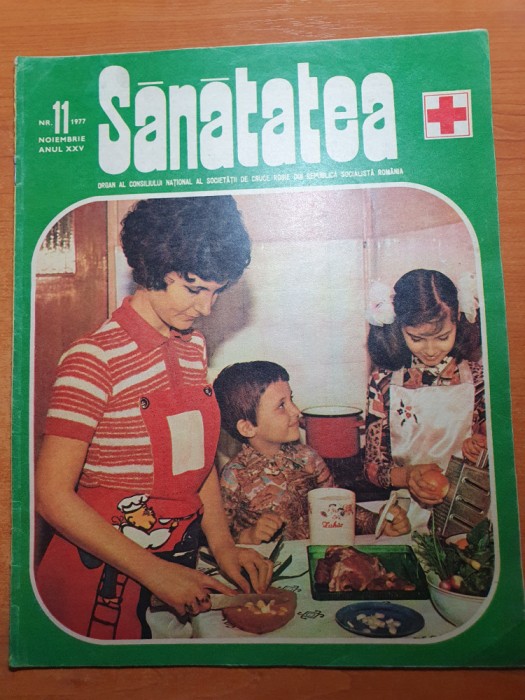 Sănătatea
NR. 11 1977
NOIEMBRIE
ANUL XXV
ORGAN AL CONSILIULUI NAȚIONAL AL SOCIETĂȚII DE CRUCE ROȘIE DIN REPUBLICA SOCIALISTĂ ROMÂNIA
Zahăr